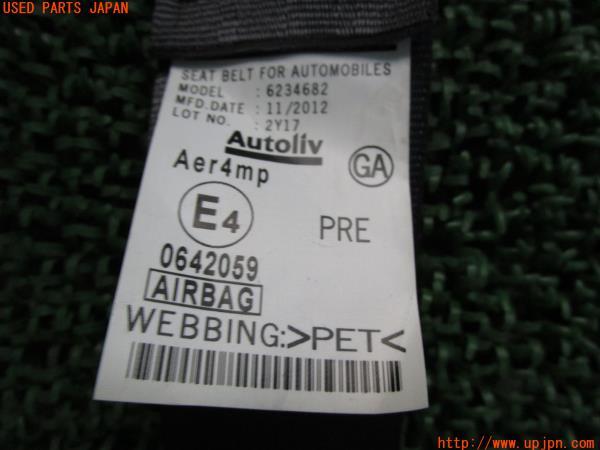 USED PARTS JAPAN
SEAT BELT FOR AUTOMOBILES
MODEL : 6234682
MFD.DATE : 11/2012
LOT NO. : 2Y17
Autoliv
Aer4mp
GA
E4
PRE
0642059
AIRBAG
WEBBING:>PET<
http://www.upjpn.com